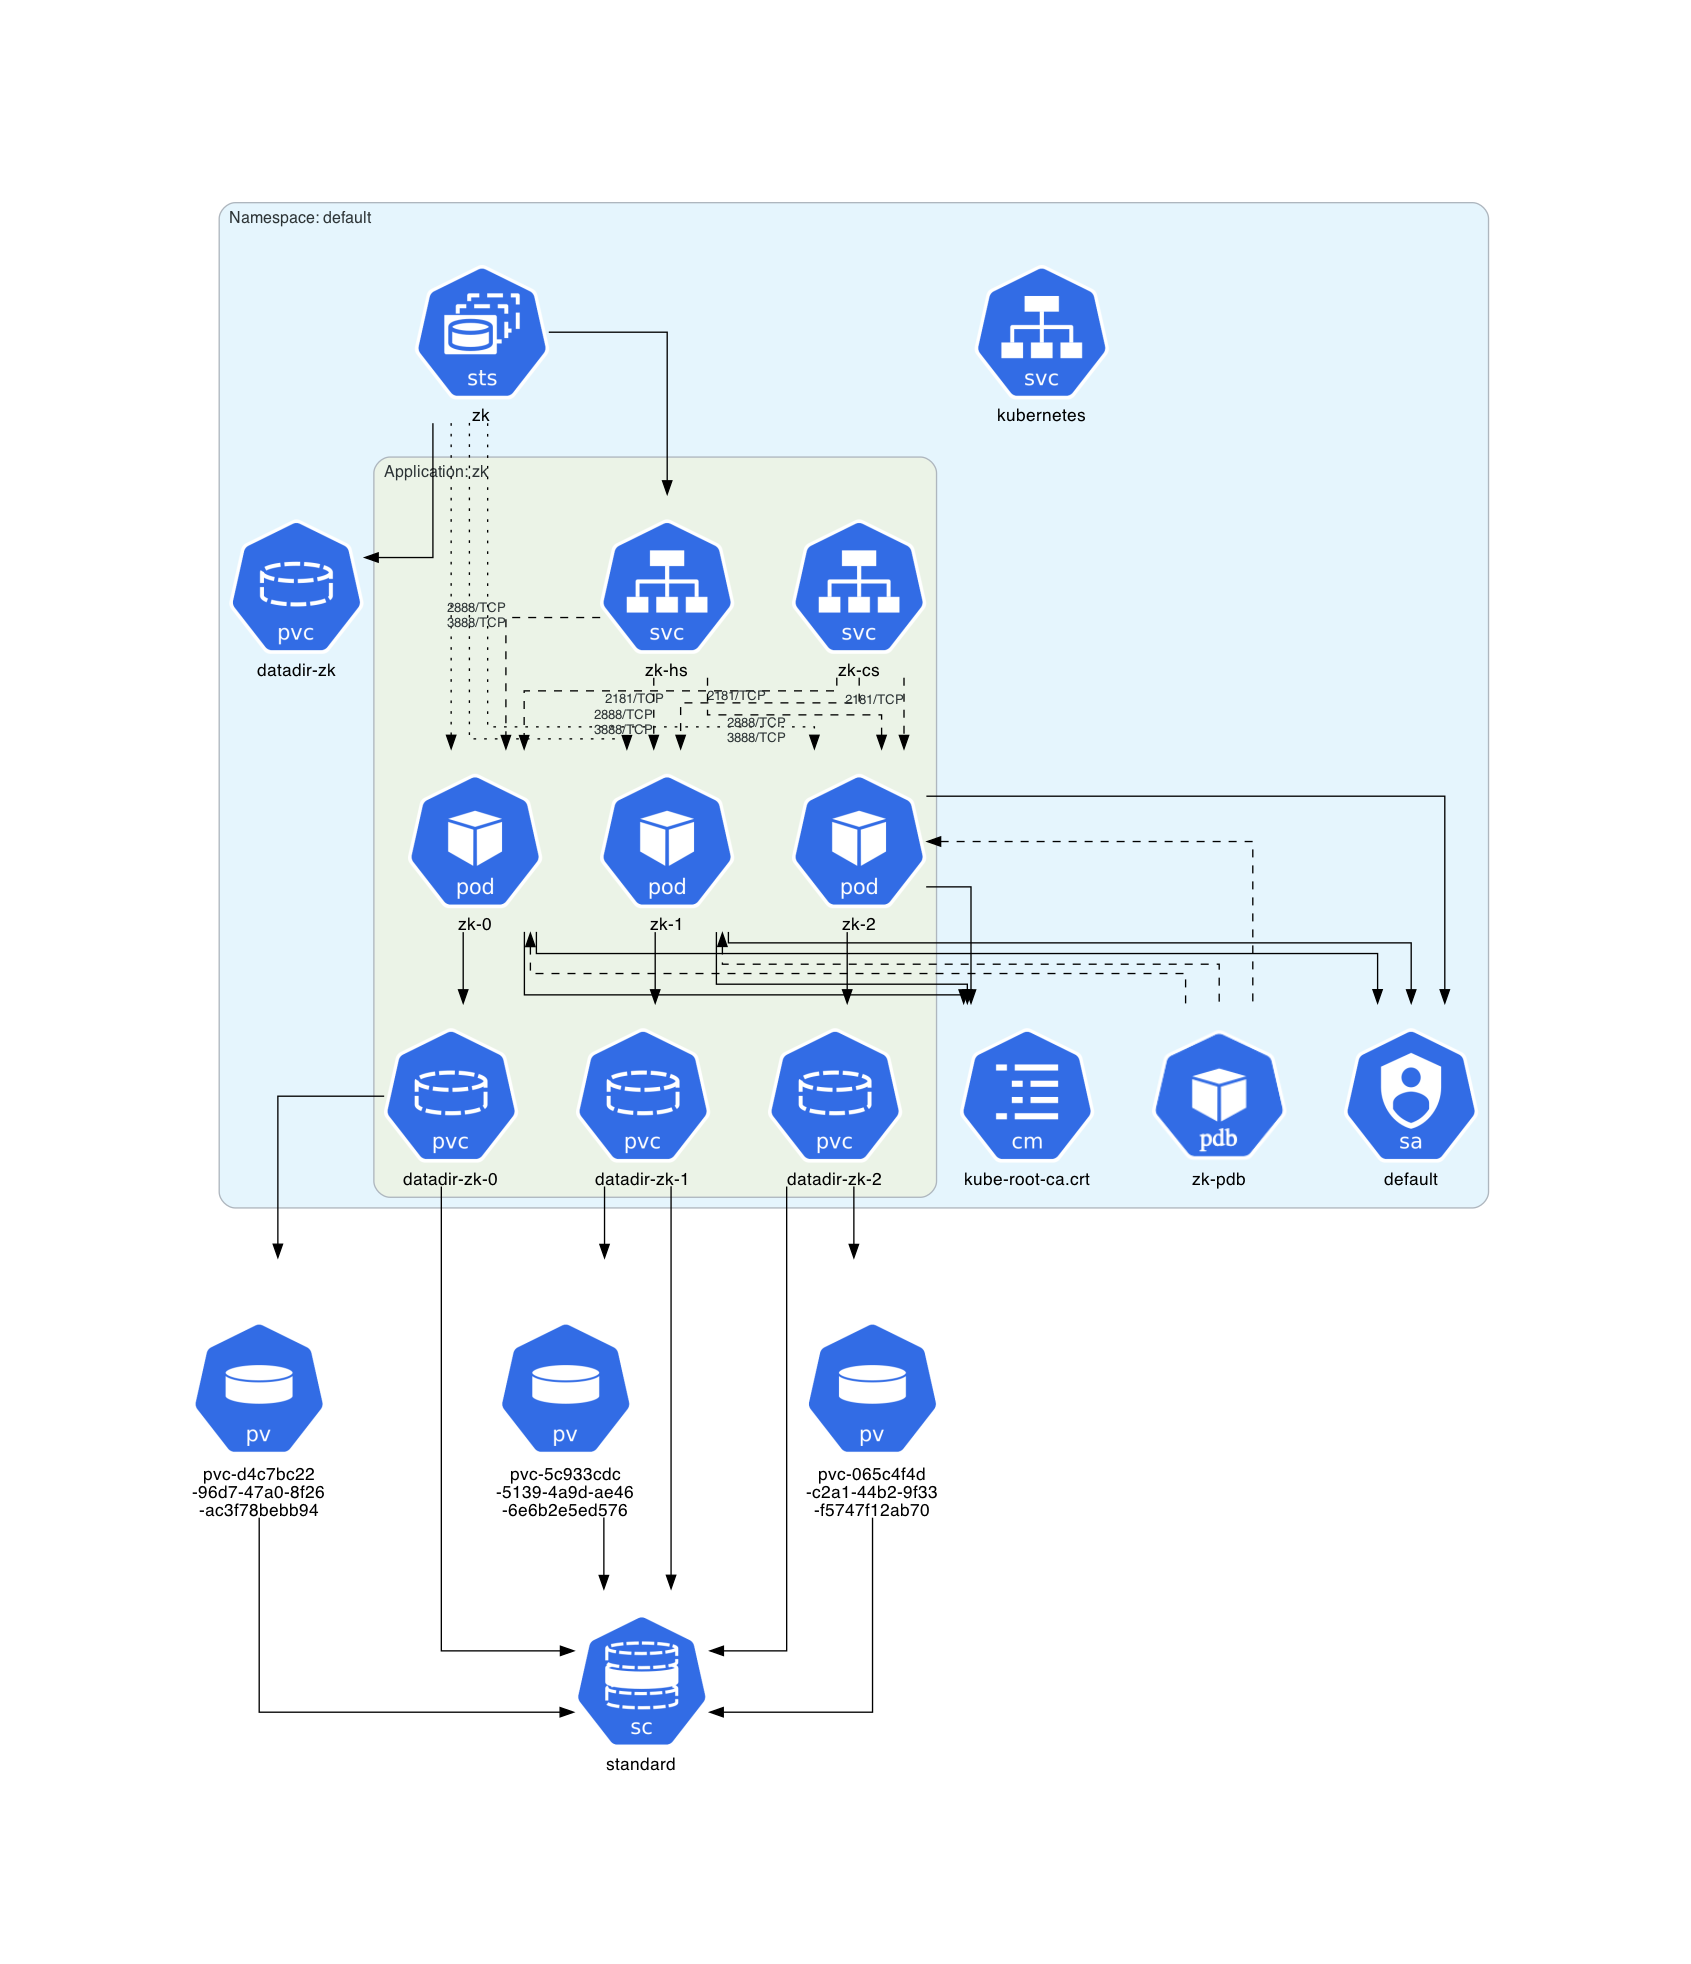 Namespace: default
sts
zk
svc
kubernetes
Application: zk
pvc
datadir-zk
svc
zk-hs
svc
zk-cs
2888/TCP
3888/TCP
2181/TCP
2181/TCP
2181/TCP
2888/TCP
3888/TCP
2888/TCP
3888/TCP
pod
zk-0
pod
zk-1
pod
zk-2
pvc
datadir-zk-0
pvc
datadir-zk-1
pvc
datadir-zk-2
cm
kube-root-ca.crt
pdb
zk-pdb
sa
default
pv
pvc-d4c7bc22
-96d7-47a0-8f26
-ac3f78bebb94
pv
pvc-5c933cdc
-5139-4a9d-ae46
-6e6b2e5ed576
pv
pvc-065c4f4d
-c2a1-44b2-9f33
-f5747f12ab70
sc
standard